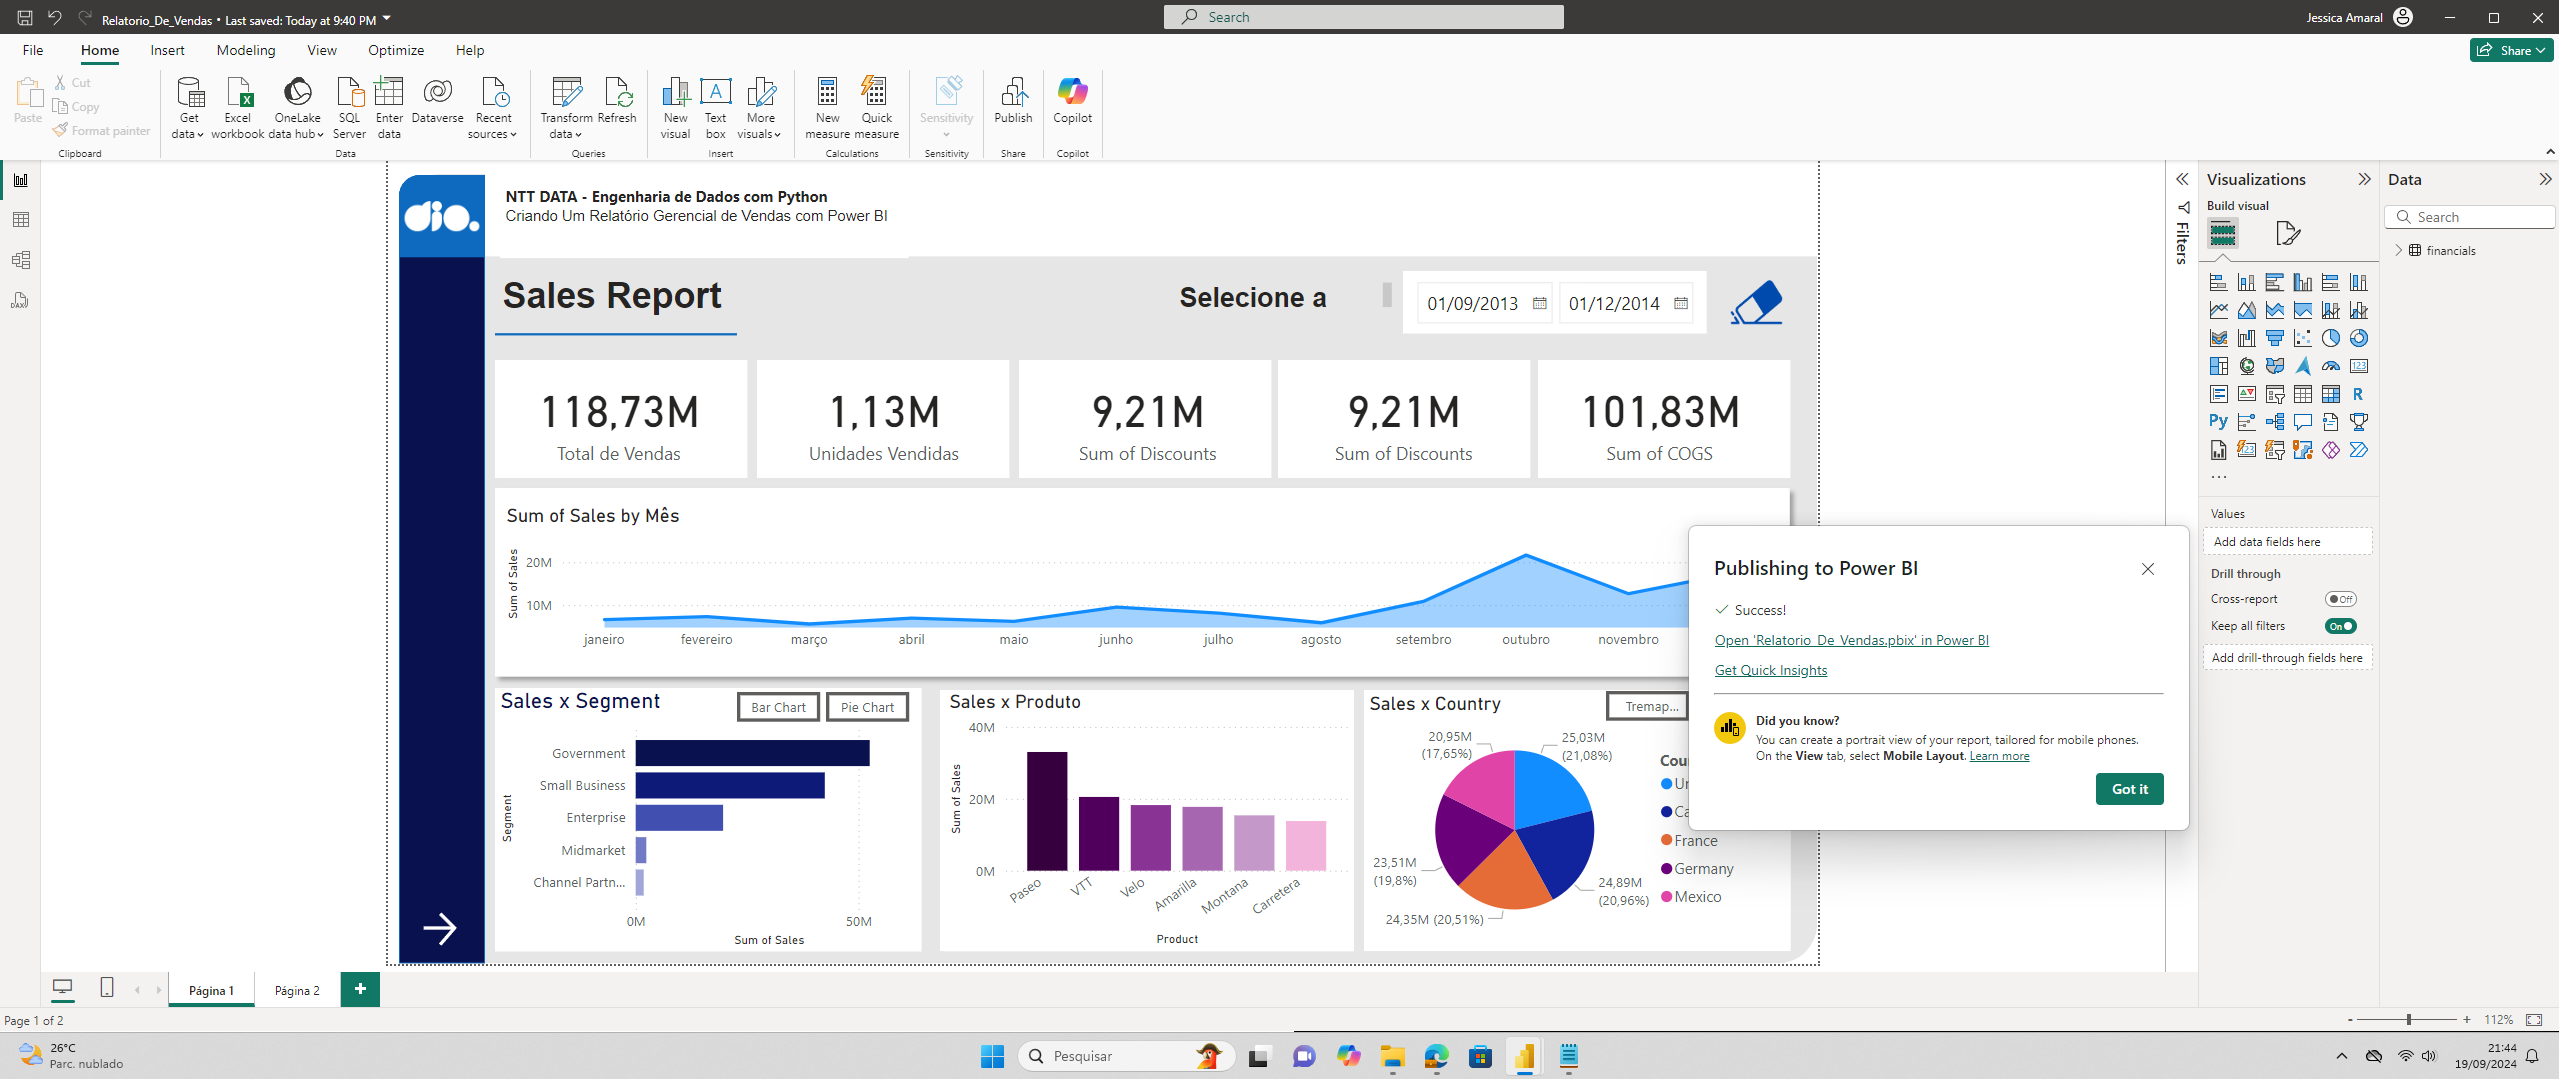 Relatorio_De_Vendas • Last saved: Today at 9:40 PM
Search
Jessica Amaral
File
Home
Insert
Modeling
View
Optimize
Help
Share
Paste
Cut
Copy
Format painter
Clipboard
Get data
Excel workbook
OneLake data hub
SQL Server
Enter data
Dataverse
Recent sources
Data
Transform data
Refresh
Queries
New visual
Text box
More visuals
Insert
New measure
Quick measure
Calculations
Sensitivity
Sensitivity
Publish
Share
Copilot
Copilot
dio.
NTT DATA - Engenharia de Dados com Python
Criando Um Relatório Gerencial de Vendas com Power BI
Sales Report
Selecione a
01/09/2013
01/12/2014
118,73M
Total de Vendas
1,13M
Unidades Vendidas
9,21M
Sum of Discounts
9,21M
Sum of Discounts
101,83M
Sum of COGS
Sum of Sales by Mês
Sum of Sales
20M
10M
janeiro
fevereiro
março
abril
maio
junho
julho
agosto
setembro
outubro
novembro
Sales x Segment
Bar Chart
Pie Chart
Segment
Government
Small Business
Enterprise
Midmarket
Channel Partn...
0M
50M
Sum of Sales
Sales x Produto
Sum of Sales
40M
20M
0M
Paseo
VTT
Velo
Amarilla
Montana
Carretera
Product
Sales x Country
Tremap...
20,95M
(17,65%)
25,03M
(21,08%)
23,51M
(19,8%)
24,89M
(20,96%)
24,35M (20,51%)
Cou
Un
Ca
France
Germany
Mexico
Publishing to Power BI
Success!
Open 'Relatorio_De_Vendas.pbix' in Power BI
Get Quick Insights
Did you know?
You can create a portrait view of your report, tailored for mobile phones.
On the View tab, select Mobile Layout. Learn more
Got it
Filters
Visualizations
Build visual
123
R
Py
123
...
Values
Add data fields here
Drill through
Cross-report
Off
Keep all filters
On
Add drill-through fields here
Data
Search
financials
DAX
Página 1
Página 2
+
Page 1 of 2
- + 112%
26°C
Parc. nublado
Pesquisar
21:44
19/09/2024